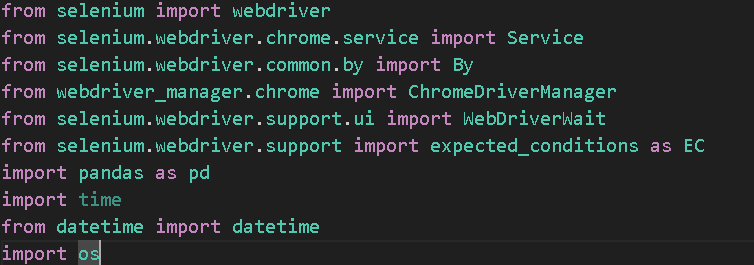 from selenium import webdriver
from selenium.webdriver.chrome.service import Service
from selenium.webdriver.common.by import By
from webdriver_manager.chrome import ChromeDriverManager
from selenium.webdriver.support.ui import WebDriverWait
from selenium.webdriver.support import expected_conditions as EC
import pandas as pd
import time
from datetime import datetime
import os